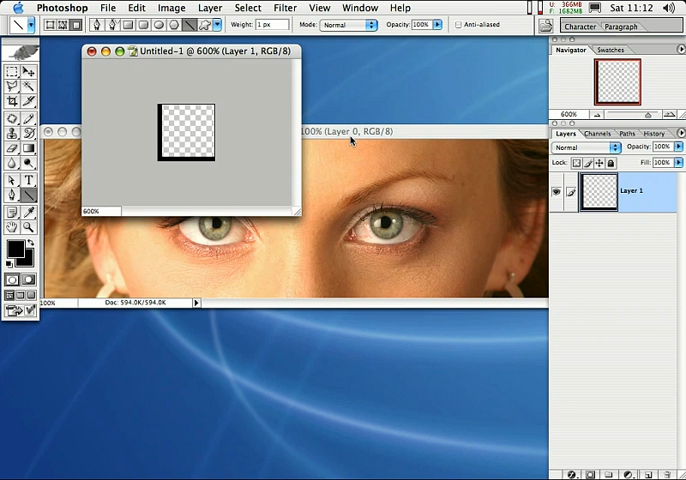 Photoshop File Edit Image Layer Select Filter View Window Help Sat 11:12
Weight: 1 px Mode: Normal Opacity: 100% Anti-aliased
Character Paragraph
Untitled-1 @ 600% (Layer 1, RGB/8)
Navigator Swatches
600%
100% (Layer 0, RGB/8)
Layers Channels Paths History
Normal Opacity: 100%
Lock: Fill: 100%
Layer 1
T
600%
100% Doc: 594.0K/594.0K